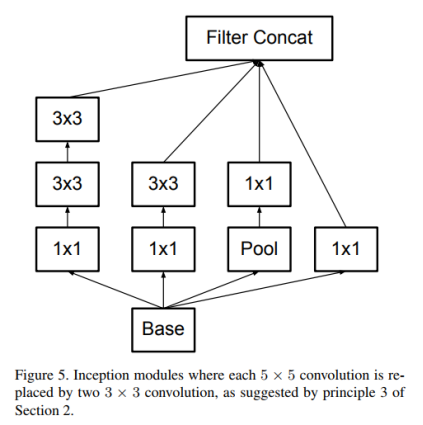 Filter Concat
3x3
3x3 3x3 1x1
1x1 1x1 Pool 1x1
Base
Figure 5. Inception modules where each 5 × 5 convolution is re-
placed by two 3 × 3 convolution, as suggested by principle 3 of
Section 2.